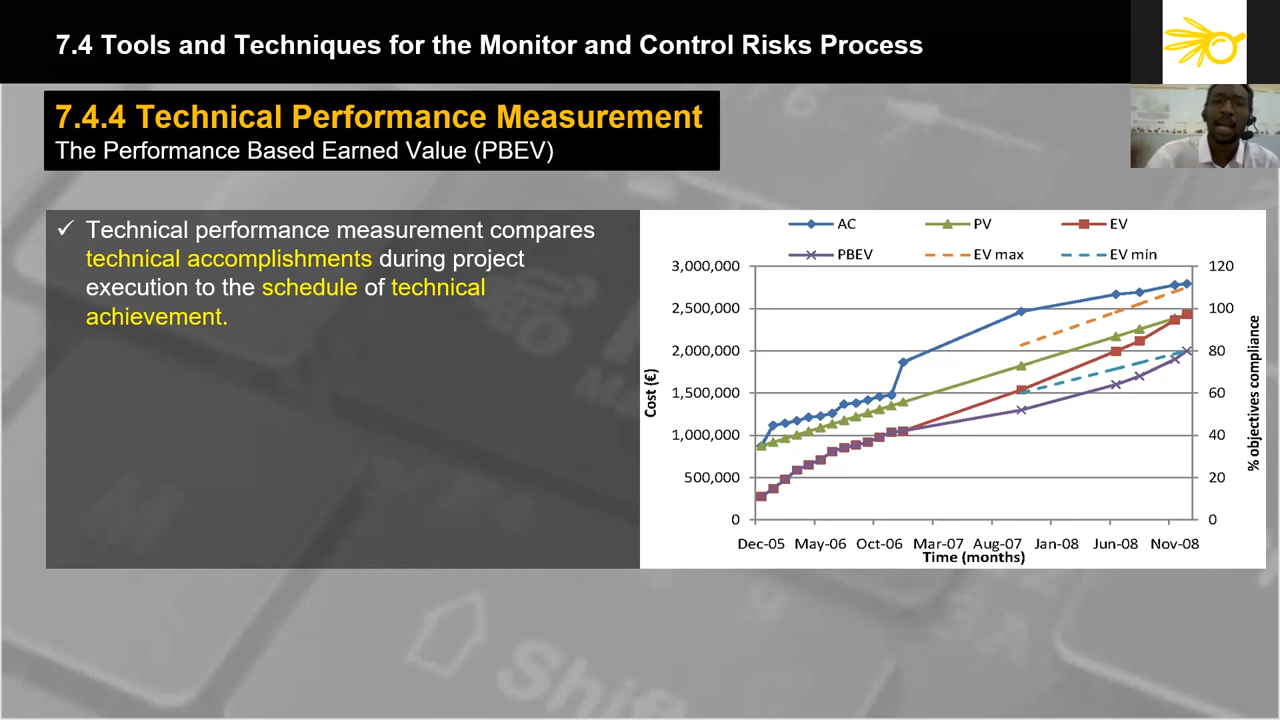 7.4 Tools and Techniques for the Monitor and Control Risks Process
7.4.4 Technical Performance Measurement
The Performance Based Earned Value (PBEV)
✓ Technical performance measurement compares
technical accomplishments during project
execution to the schedule of technical
achievement.
AC PV EV
PBEV EV max EV min
3,000,000 120
2,500,000 100
2,000,000 80
1,500,000 60
1,000,000 40
500,000 20
0 0
Cost (€)
% objectives compliance
Dec-05 May-06 Oct-06 Mar-07 Aug-07 Jan-08 Jun-08 Nov-08
Time (months)
Shift